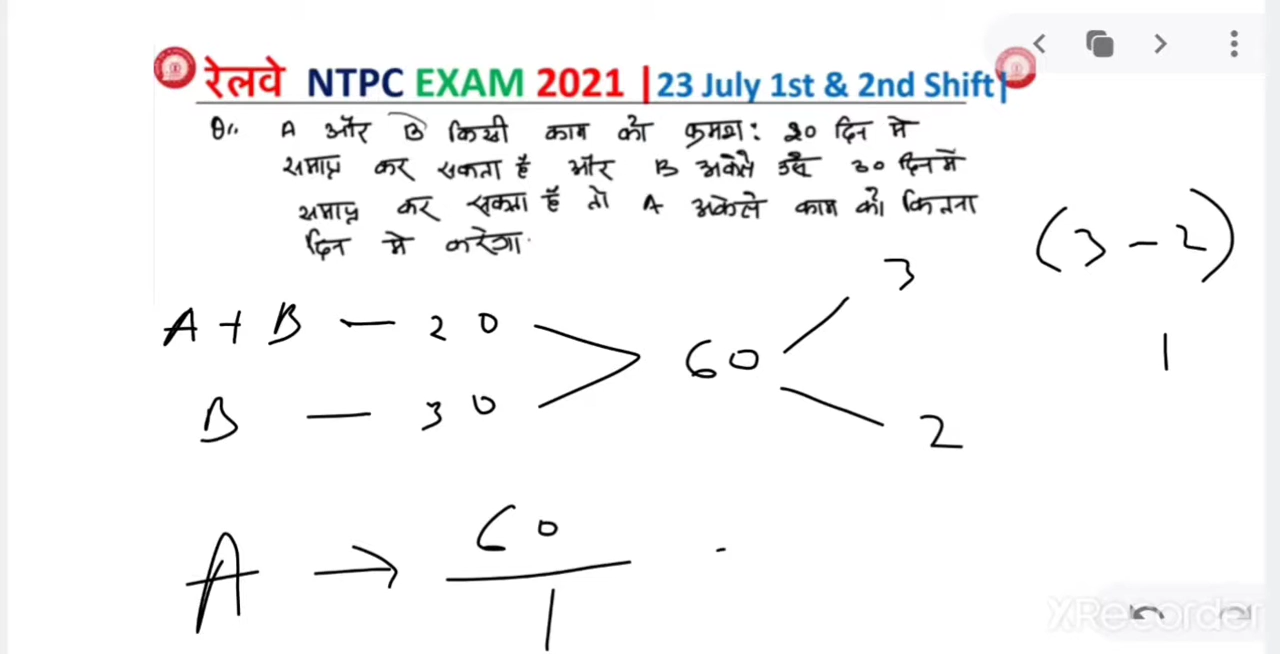 रेलवे NTPC EXAM 2021 | 23 July 1st & 2nd Shift|
Q.. A और B किसी काम को क्रमश: 20 दिन मे
समाप्त कर सकता है और B अकेले उसे 30 दिन में
समाप्त कर सकता हैं तो A अकेले काम को कितना
दिन मे करेगा.
(3 - 2)
3
A + B - 20
60
1
B - 30
2
A → 60
1
XRecorder